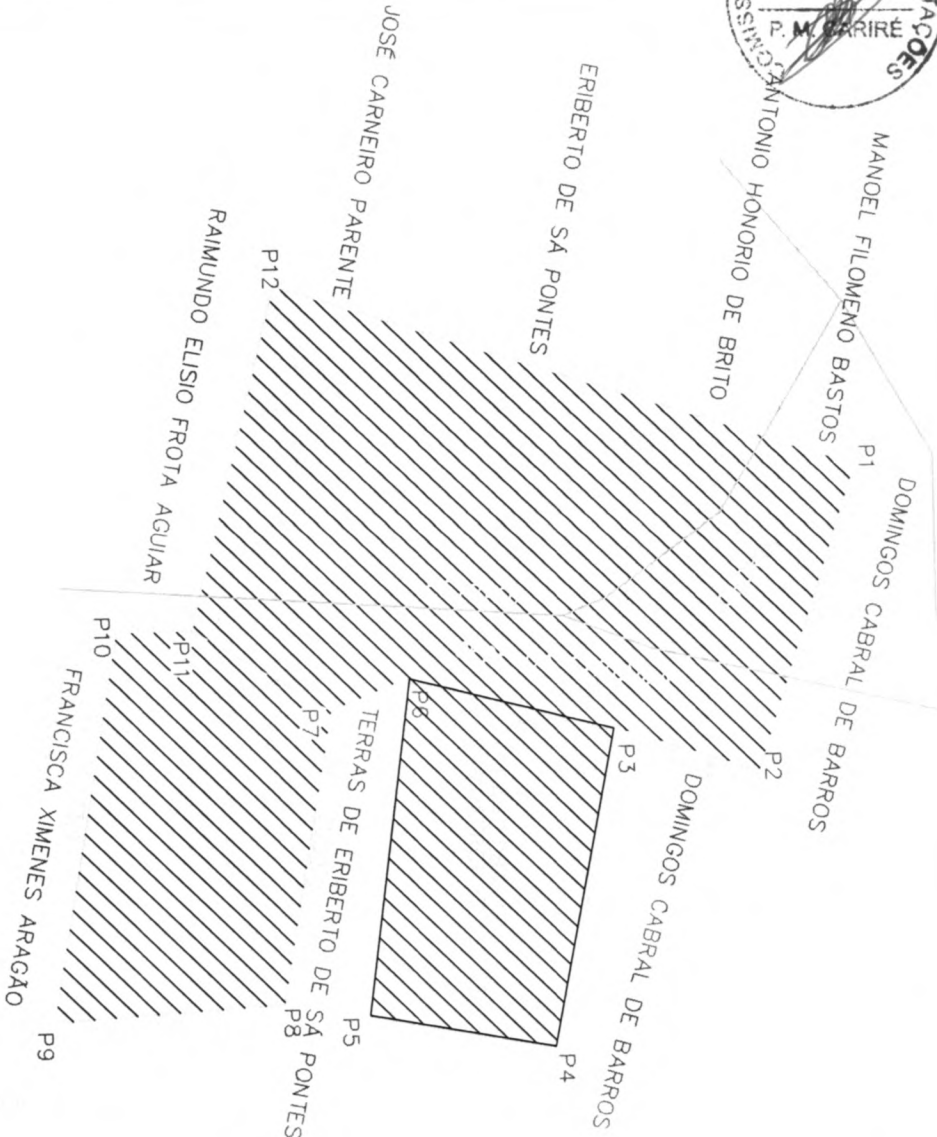 COMISS
TAÇÕES
P. M. CARIRÉ
MANOEL FILOMENO BASTOS
ANTONIO HONORIO DE BRITO
ERIBERTO DE SÁ PONTES
JOSÉ CARNEIRO PARENTE
RAIMUNDO ELISIO FROTA AGUIAR
P1
DOMINGOS CABRAL DE BARROS
P2
P3
DOMINGOS CABRAL DE BARROS
P4
P5
P6
TERRAS DE ERIBERTO DE SÁ PONTES
P7
P8
P9
P10
P11
P12
FRANCISCA XIMENES ARAGÃO